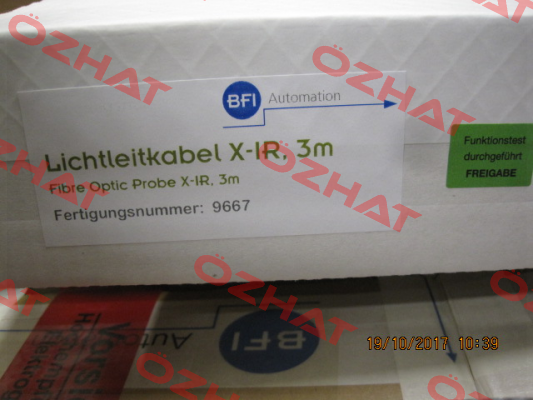 BFI Automation
Lichtleitkabel X-IR, 3m
Fibre Optic Probe X-IR, 3m
Fertigungsnummer: 9667
Funktionstest
durchgeführt
FREIGABE
BFI
19/10/2017 10:39
ÖZHAT
ÖZHAT
ÖZHAT
ÖZHAT
ÖZHAT